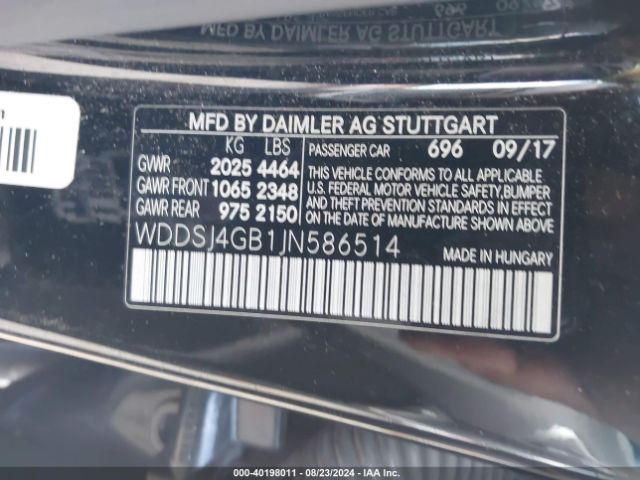 MFD BY DAIMLER AG STUTTGART
KG LBS
GVWR 2025 4464
GAWR FRONT 1065 2348
GAWR REAR 975 2150
PASSENGER CAR 696 09/17
THIS VEHICLE CONFORMS TO ALL APPLICABLE
U.S. FEDERAL MOTOR VEHICLE SAFETY, BUMPER
AND THEFT PREVENTION STANDARDS IN EFFECT
ON THE DATE OF MANUFACTURE SHOWN ABOVE
WDDSJ4GB1JN586514
MADE IN HUNGARY
000-40198011 - 08/23/2024 - IAA Inc.